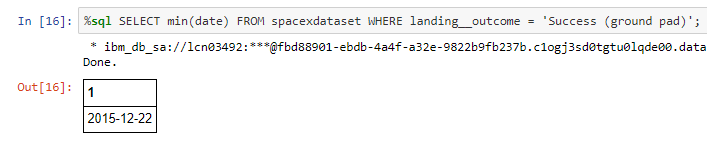 In [16]: %sql SELECT min(date) FROM spacexdataset WHERE landing__outcome = 'Success (ground pad)';
* ibm_db_sa://lcn03492:***@fbd88901-ebdb-4a4f-a32e-9822b9fb237b.c1ogj3sd0tgtu0lqde00.data
Done.
Out[16]: 1
2015-12-22